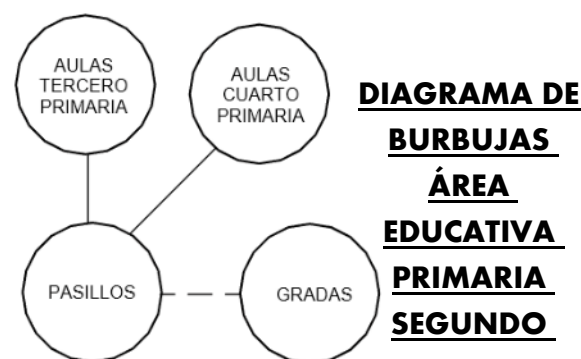 AULAS
TERCERO
PRIMARIA
AULAS
CUARTO
PRIMARIA
PASILLOS
GRADAS
DIAGRAMA DE
BURBUJAS
ÁREA
EDUCATIVA
PRIMARIA
SEGUNDO